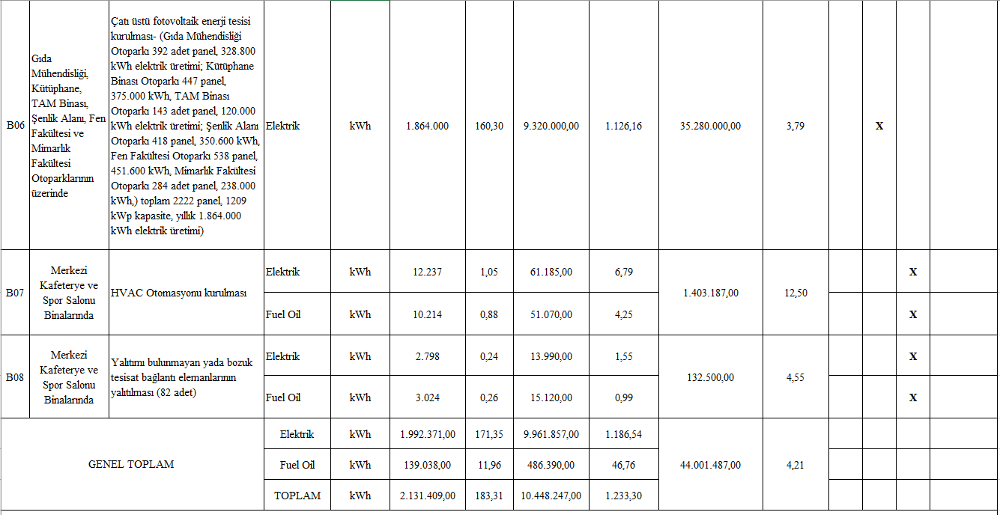 B06
Gıda
Mühendisliği,
Kütüphane,
TAM Binası,
Şenlik Alanı, Fen
Fakültesi ve
Mimarlık
Fakültesi
Otoparklarının
üzerinde
Çatı üstü fotovoltaik enerji tesisi
kurulması- (Gıda Mühendisliği
Otoparkı 392 adet panel, 328.800
kWh elektrik üretimi; Kütüphane
Binası Otoparkı 447 panel,
375.000 kWh, TAM Binası
Otoparkı 143 adet panel, 120.000
kWh elektrik üretimi; Şenlik Alanı
Otoparkı 418 panel, 350.600 kWh,
Fen Fakültesi Otoparkı 538 panel,
451.600 kWh, Mimarlık Fakültesi
Otoparkı 284 adet panel, 238.000
kWh,) toplam 2222 panel, 1209
kWp kapasite, yıllık 1.864.000
kWh elektrik üretimi)
Elektrik kWh 1.864.000 160,30 9.320.000,00 1.126,16 35.280.000,00 3,79 X
B07
Merkezi
Kafeterye ve
Spor Salonu
Binalarında
HVAC Otomasyonu kurulması
Elektrik kWh 12.237 1,05 61.185,00 6,79 X
1.403.187,00 12,50
Fuel Oil kWh 10.214 0,88 51.070,00 4,25 X
B08
Merkezi
Kafeterye ve
Spor Salonu
Binalarında
Yalıtımı bulunmayan yada bozuk
tesisat bağlantı elemanlarının
yalıtılması (82 adet)
Elektrik kWh 2.798 0,24 13.990,00 1,55 X
132.500,00 4,55
Fuel Oil kWh 3.024 0,26 15.120,00 0,99 X
GENEL TOPLAM
Elektrik kWh 1.992.371,00 171,35 9.961.857,00 1.186,54
Fuel Oil kWh 139.038,00 11,96 486.390,00 46,76 44.001.487,00 4,21
TOPLAM kWh 2.131.409,00 183,31 10.448.247,00 1.233,30